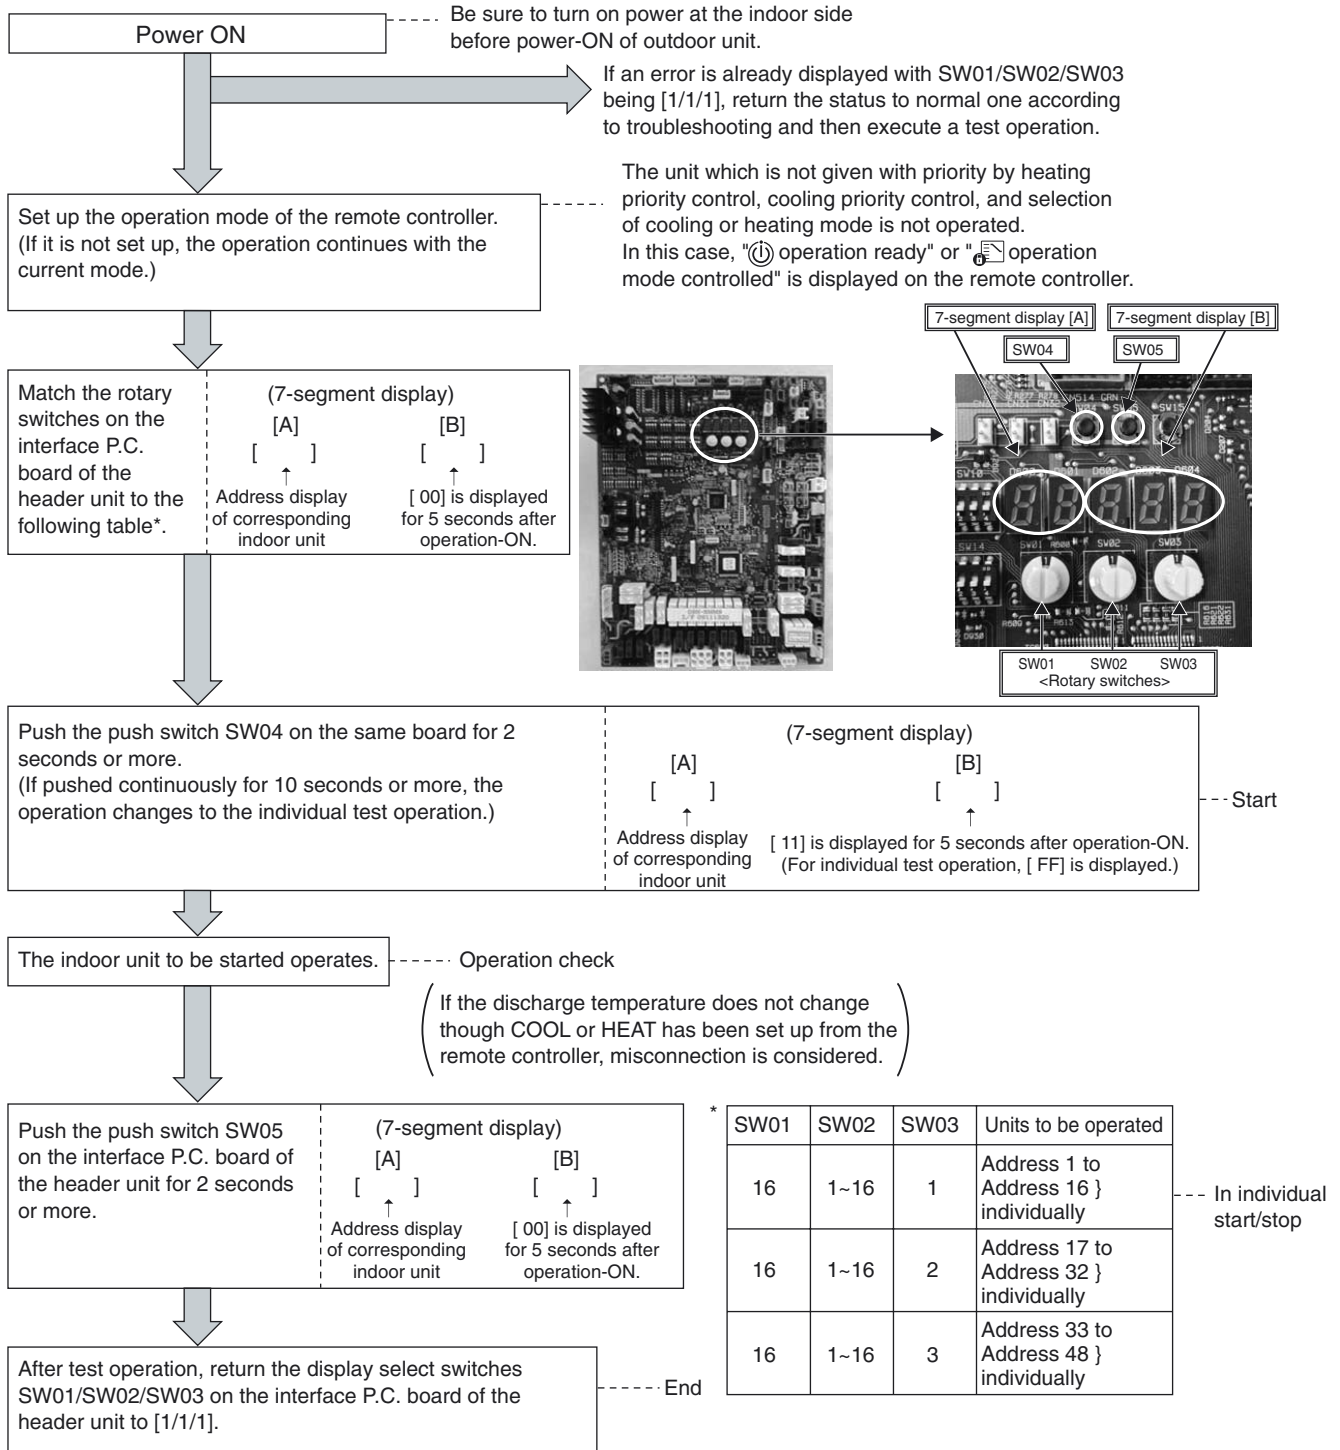 Power ON
Be sure to turn on power at the indoor side
before power-ON of outdoor unit.
If an error is already displayed with SW01/SW02/SW03
being [1/1/1], return the status to normal one according
to troubleshooting and then execute a test operation.
Set up the operation mode of the remote controller.
(If it is not set up, the operation continues with the
current mode.)
The unit which is not given with priority by heating
priority control, cooling priority control, and selection
of cooling or heating mode is not operated.
In this case, " operation ready" or " operation
mode controlled" is displayed on the remote controller.
Match the rotary
switches on the
interface P.C.
board of the
header unit to the
following table*.
(7-segment display)
[A] [B]
[ ] [ ]
↑ ↑
Address display
of corresponding
indoor unit
[ 00] is displayed
for 5 seconds after
operation-ON.
7-segment display [A]
7-segment display [B]
SW04
SW05
SW10
D601 D602 D603 D604
SW14
SW01 SW02 SW03
SW01 SW02 SW03
<Rotary switches>
Push the push switch SW04 on the same board for 2
seconds or more.
(If pushed continuously for 10 seconds or more, the
operation changes to the individual test operation.)
(7-segment display)
[A] [B]
[ ] [ ]
↑ ↑
Address display
of corresponding
indoor unit
[ 11] is displayed for 5 seconds after operation-ON.
(For individual test operation, [ FF] is displayed.)
Start
The indoor unit to be started operates.
Operation check
If the discharge temperature does not change
though COOL or HEAT has been set up from the
remote controller, misconnection is considered.
Push the push switch SW05
on the interface P.C. board of
the header unit for 2 seconds
or more.
(7-segment display)
[A] [B]
[ ] [ ]
↑ ↑
Address display
of corresponding
indoor unit
[ 00] is displayed
for 5 seconds after
operation-ON.
*
SW01 SW02 SW03 Units to be operated
16 1~16 1 Address 1 to
Address 16 }
individually
16 1~16 2 Address 17 to
Address 32 }
individually
16 1~16 3 Address 33 to
Address 48 }
individually
In individual
start/stop
After test operation, return the display select switches
SW01/SW02/SW03 on the interface P.C. board of the
header unit to [1/1/1].
End